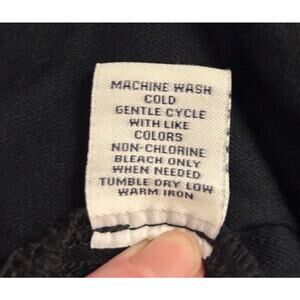 MACHINE WASH
COLD
GENTLE CYCLE
WITH LIKE
COLORS
NON-CHLORINE
BLEACH ONLY
WHEN NEEDED
TUMBLE DRY LOW
WARM IRON